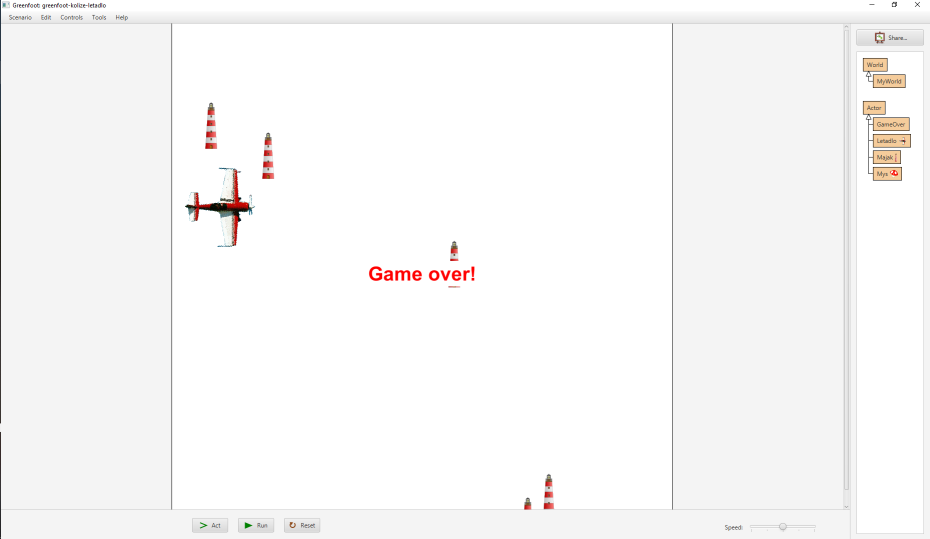 Greenfoot: greenfoot-kolize-letadlo
Scenario Edit Controls Tools Help
Share...
World
MyWorld
Actor
GameOver
Letadlo
Majak
Mys
Game over!
Act Run Reset
Speed: